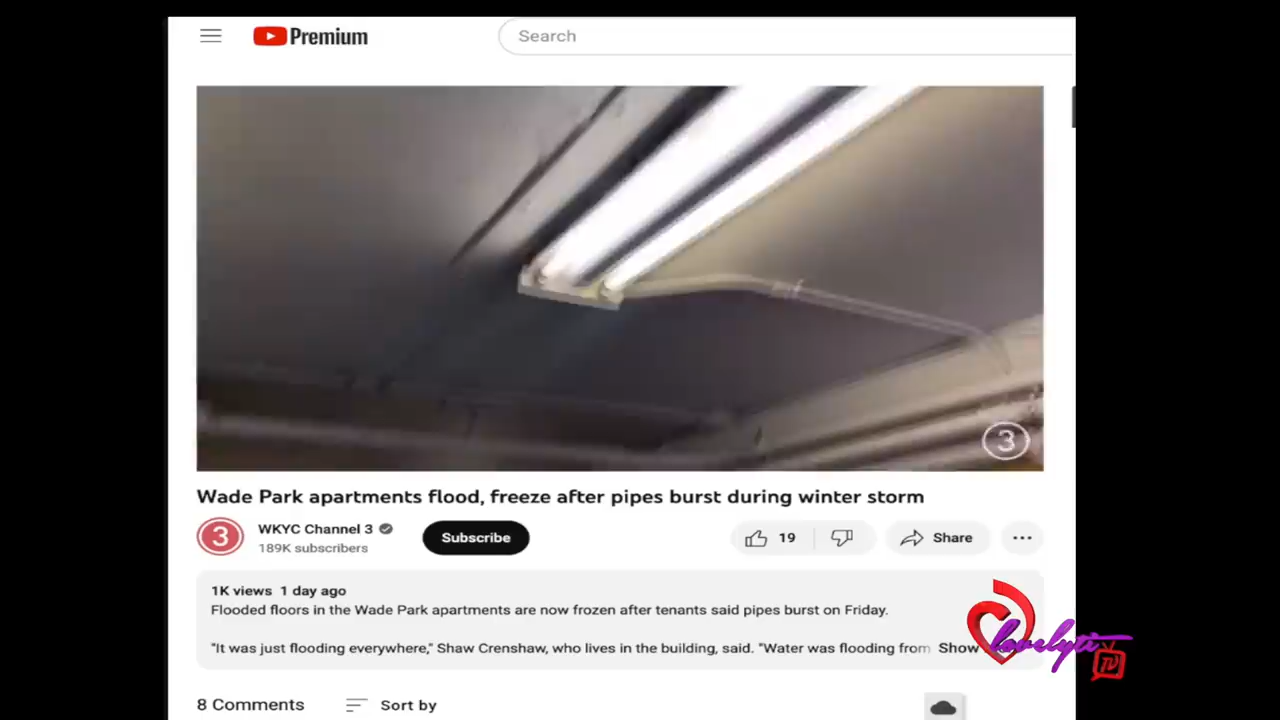 Premium
Search
3
Wade Park apartments flood, freeze after pipes burst during winter storm
3
WKYC Channel 3
189K subscribers
Subscribe
19
Share
1K views 1 day ago
Flooded floors in the Wade Park apartments are now frozen after tenants said pipes burst on Friday.
"It was just flooding everywhere," Shaw Crenshaw, who lives in the building, said. "Water was flooding from Show
lovelyti
TV
8 Comments
Sort by